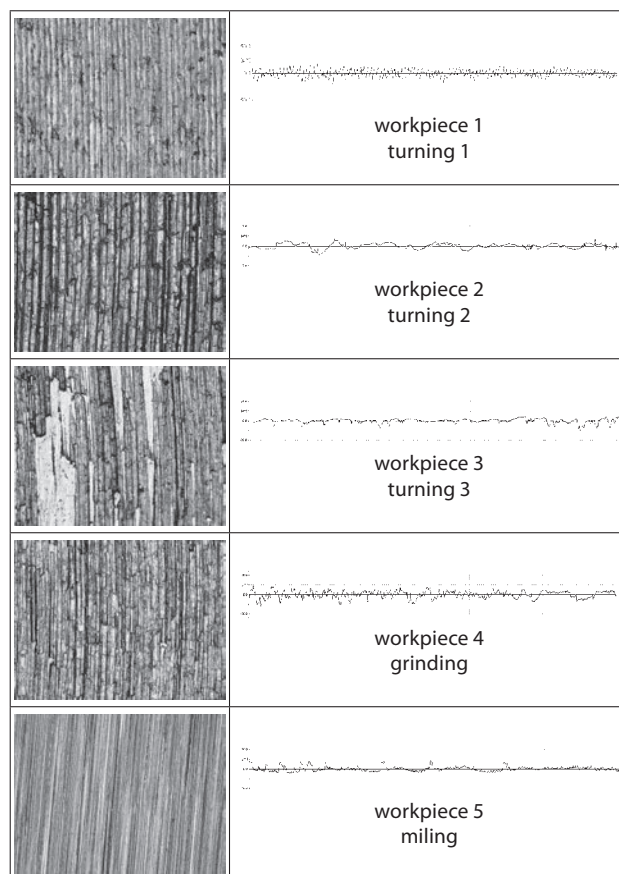 workpiece 1
turning 1
workpiece 2
turning 2
workpiece 3
turning 3
workpiece 4
grinding
workpiece 5
miling